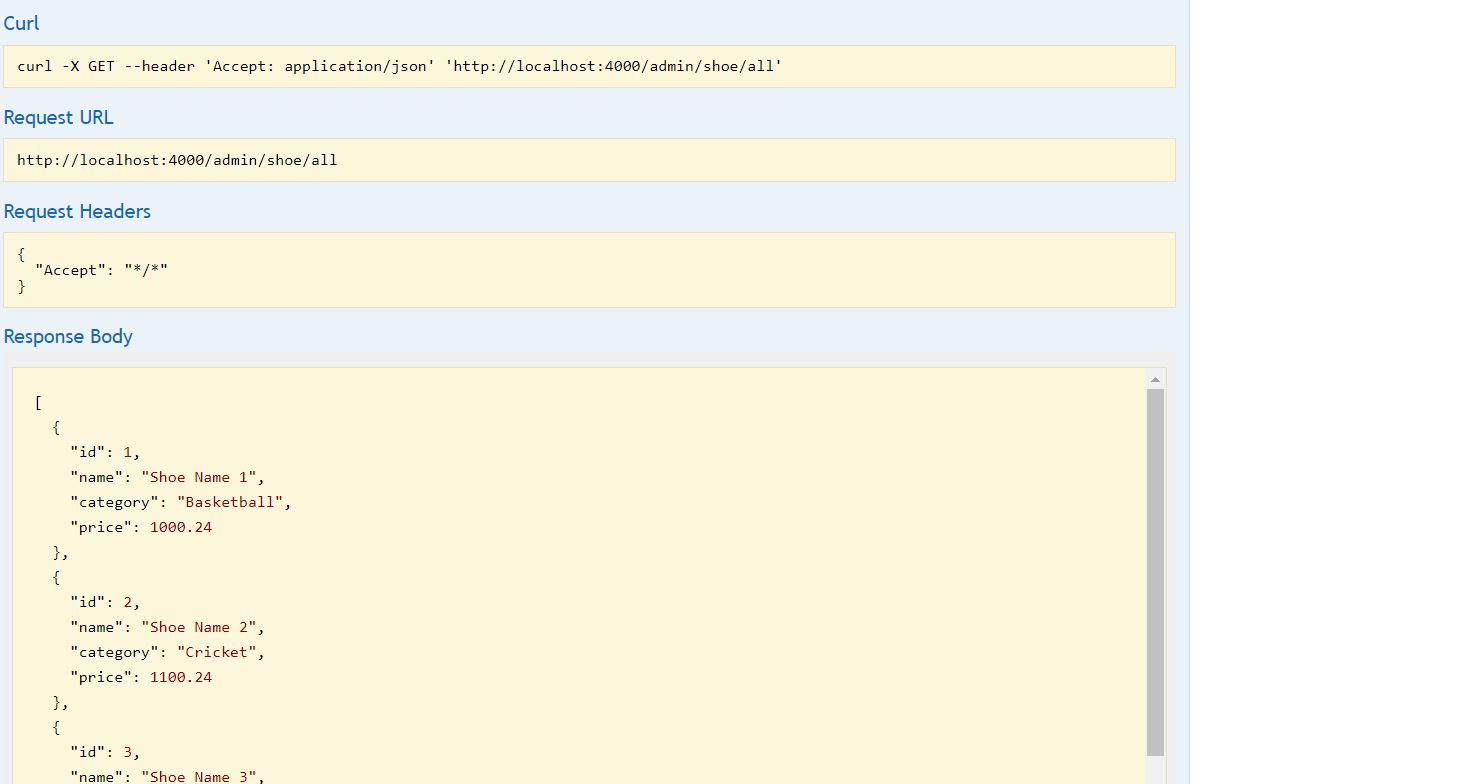 Curl
curl -X GET --header 'Accept: application/json' 'http://localhost:4000/admin/shoe/all'
Request URL
http://localhost:4000/admin/shoe/all
Request Headers
{
  "Accept": "*/*"
}
Response Body
[
  {
    "id": 1,
    "name": "Shoe Name 1",
    "category": "Basketball",
    "price": 1000.24
  },
  {
    "id": 2,
    "name": "Shoe Name 2",
    "category": "Cricket",
    "price": 1100.24
  },
  {
    "id": 3,
    "name": "Shoe Name 3",